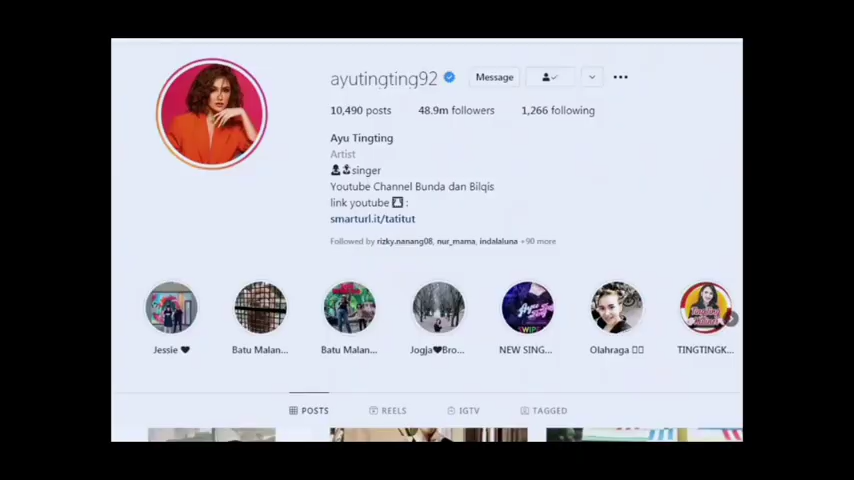 ayutingting92 Message
10,490 posts 48.9m followers 1,266 following
Ayu Tingting
Artist
singer
Youtube Channel Bunda dan Bilqis
link youtube :
smarturl.it/tatitut
Followed by rizky.nanang08, nur_mama, indalaluna +90 more
Jessie Batu Malan... Batu Malan... Jogja🖤Bro... NEW SING... Olahraga TINGTINGK...
POSTS REELS IGTV TAGGED